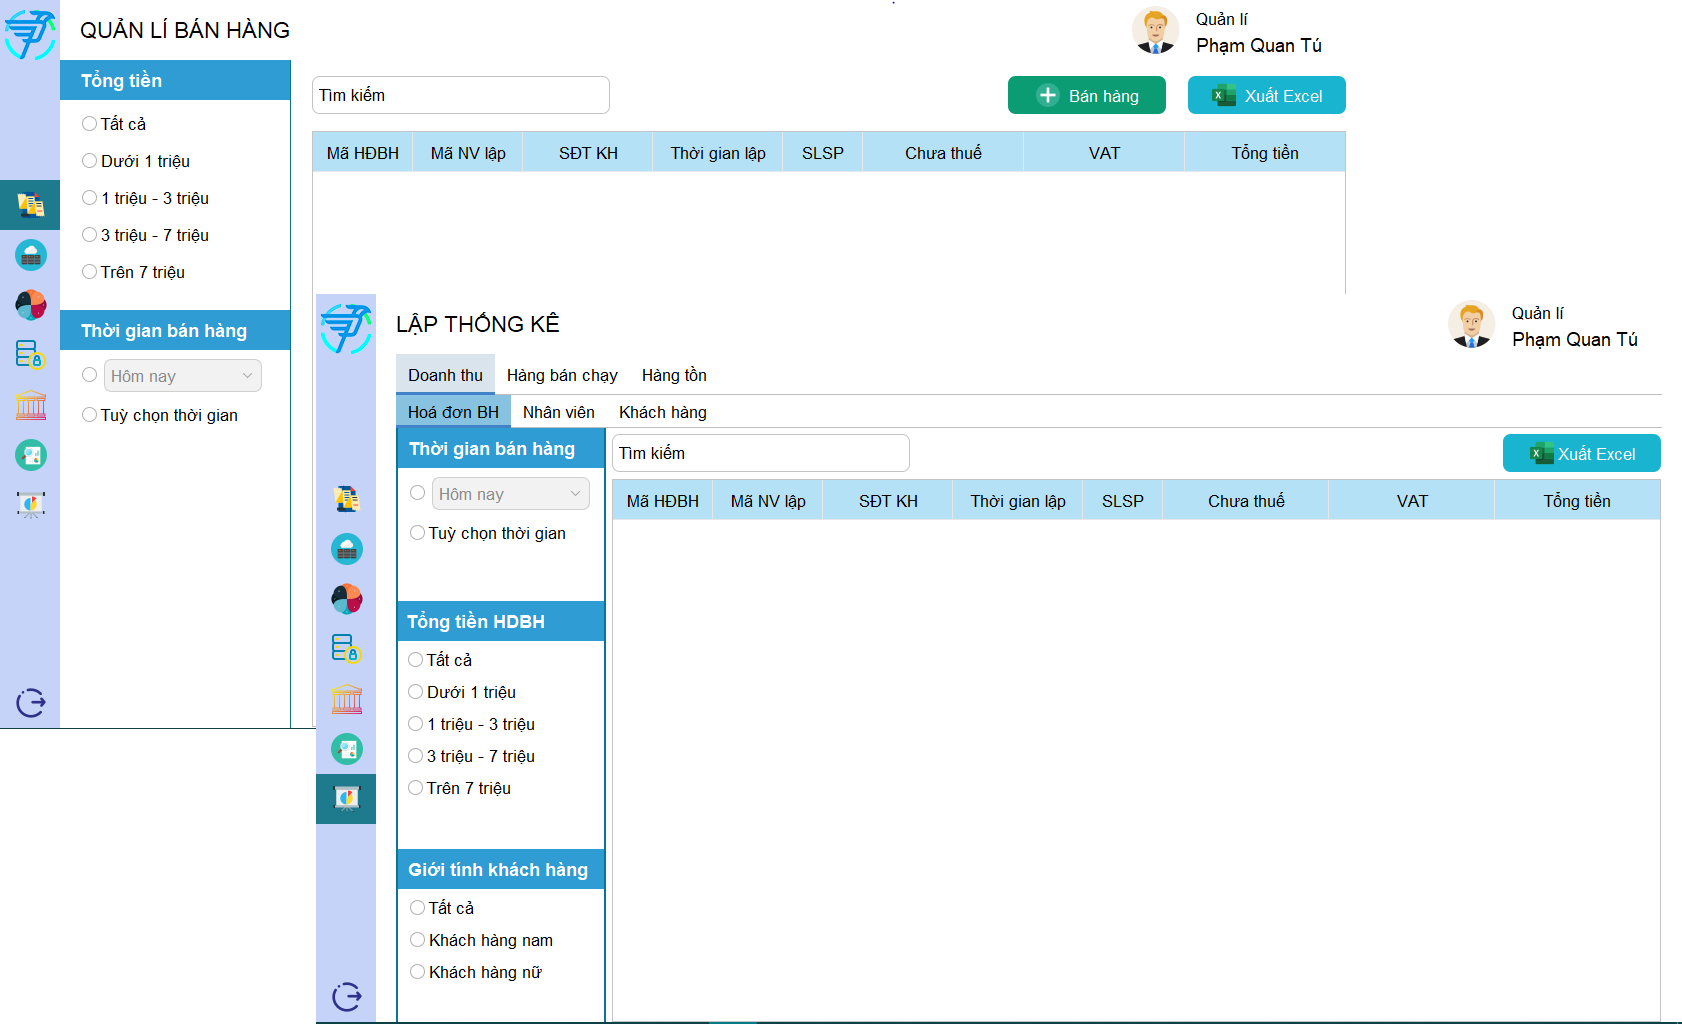 QUẢN LÍ BÁN HÀNG
Quản lí
Phạm Quan Tú
Tổng tiền
Tất cả
Dưới 1 triệu
1 triệu - 3 triệu
3 triệu - 7 triệu
Trên 7 triệu
Thời gian bán hàng
Hôm nay
Tuỳ chọn thời gian
Tìm kiếm
Bán hàng
Xuất Excel
Mã HĐBH Mã NV lập SĐT KH Thời gian lập SLSP Chưa thuế VAT Tổng tiền
LẬP THỐNG KÊ
Quản lí
Phạm Quan Tú
Doanh thu Hàng bán chạy Hàng tồn
Hoá đơn BH Nhân viên Khách hàng
Thời gian bán hàng
Hôm nay
Tuỳ chọn thời gian
Tổng tiền HDBH
Tất cả
Dưới 1 triệu
1 triệu - 3 triệu
3 triệu - 7 triệu
Trên 7 triệu
Giới tính khách hàng
Tất cả
Khách hàng nam
Khách hàng nữ
Tìm kiếm
Xuất Excel
Mã HĐBH Mã NV lập SĐT KH Thời gian lập SLSP Chưa thuế VAT Tổng tiền